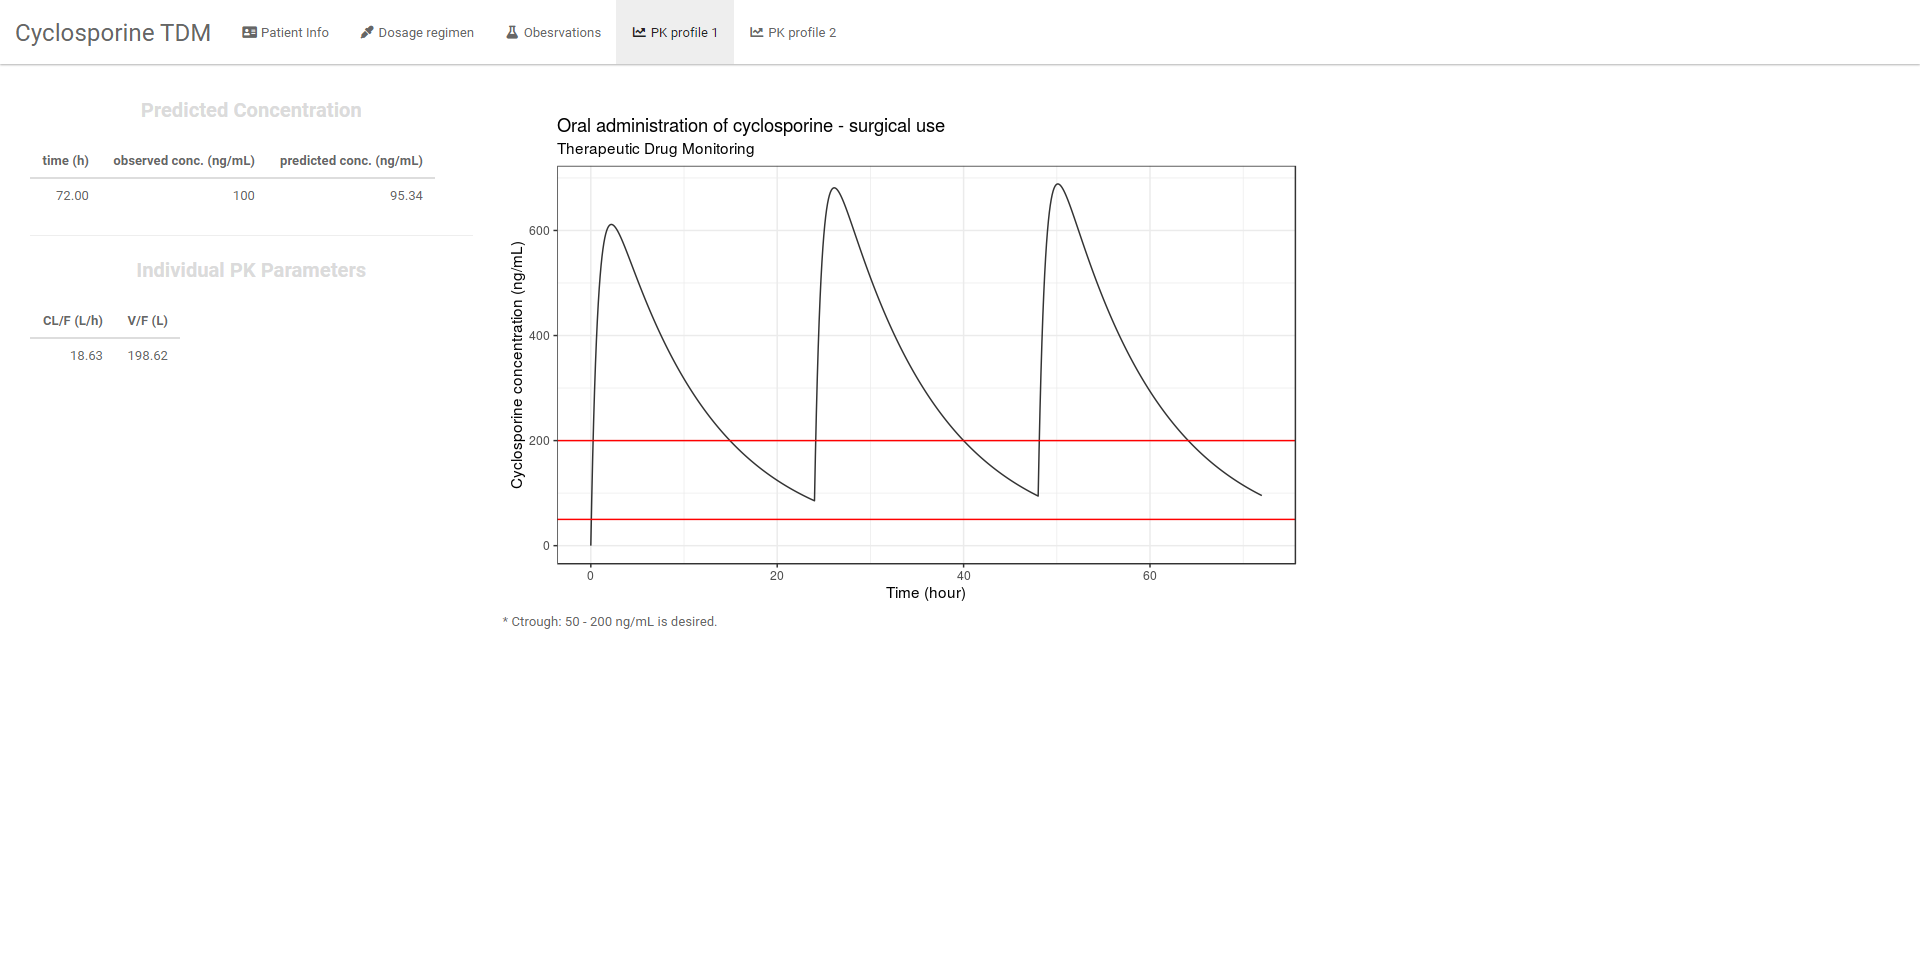 Cyclosporine TDM Patient Info Dosage regimen Obesrvations PK profile 1 PK profile 2
Predicted Concentration
time (h) observed conc. (ng/mL) predicted conc. (ng/mL)
72.00 100 95.34
Individual PK Parameters
CL/F (L/h) V/F (L)
18.63 198.62
Oral administration of cyclosporine - surgical use
Therapeutic Drug Monitoring
Cyclosporine concentration (ng/mL)
600
400
200
0
0 20 40 60
Time (hour)
* Ctrough: 50 - 200 ng/mL is desired.